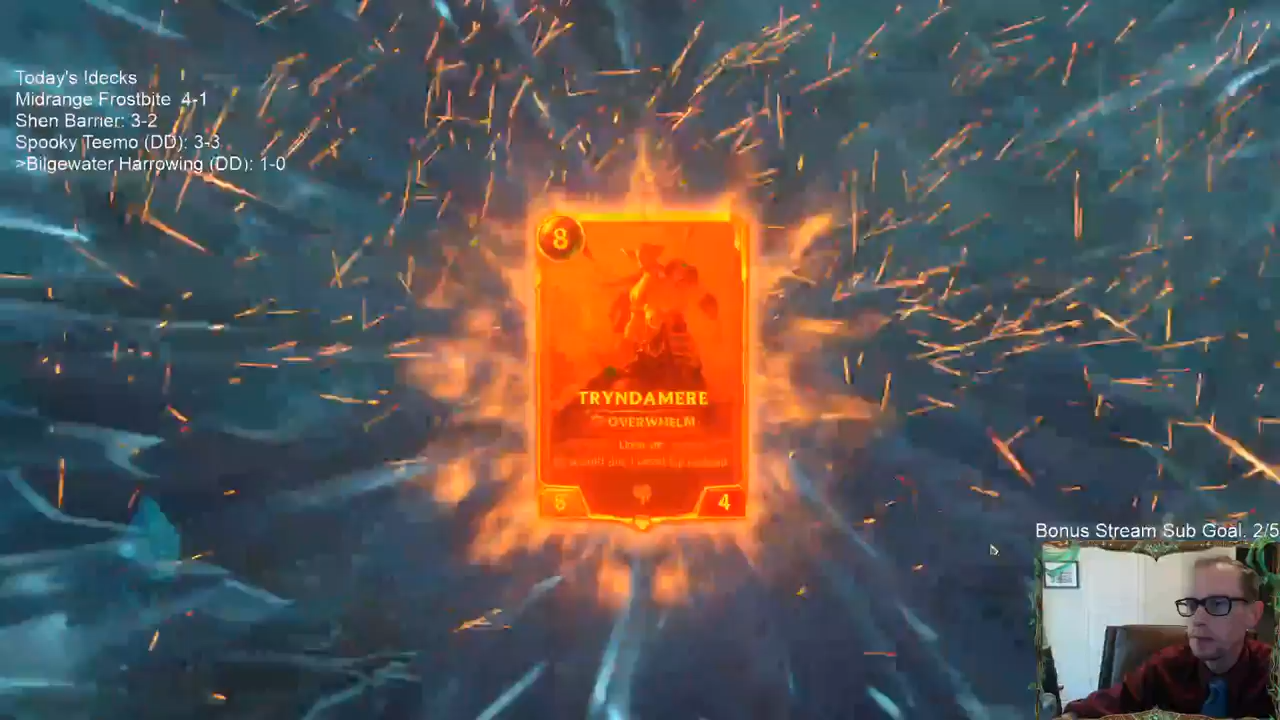 Today's !decks
Midrange Frostbite 4-1
Shen Barrier: 3-2
Spooky Teemo (DD): 3-3
>Bilgewater Harrowing (DD): 1-0
8
TRYNDAMERE
OVERWHELM
4
Bonus Stream Sub Goal. 2/5